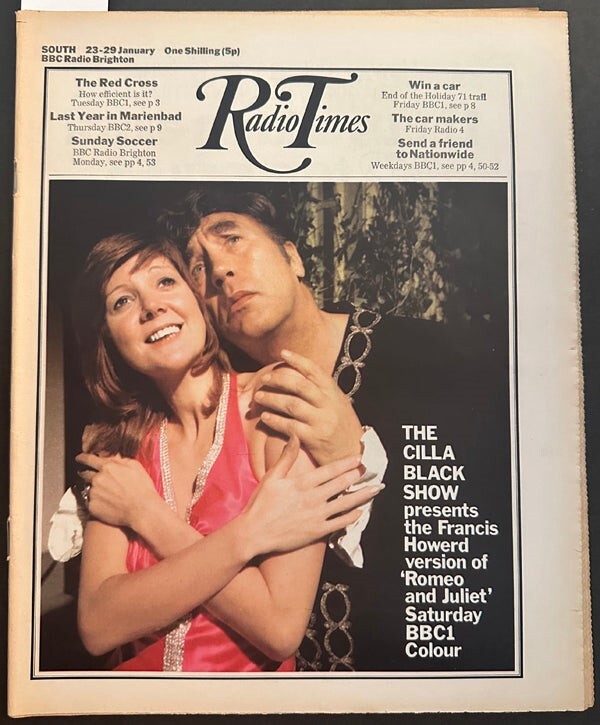 SOUTH 23-29 January One Shilling (5p)
BBC Radio Brighton
The Red Cross
How efficient is it?
Tuesday BBC1, see p 3
Last Year in Marienbad
Thursday BBC2, see p 9
Sunday Soccer
BBC Radio Brighton
Monday, see pp 4, 53
Radio Times
Win a car
End of the Holiday 71 trail
Friday BBC1, see p 8
The car makers
Friday Radio 4
Send a friend
to Nationwide
Weekdays BBC1, see pp 4, 50-52
THE
CILLA
BLACK
SHOW
presents
the Francis
Howerd
version of
‘Romeo
and Juliet’
Saturday
BBC1
Colour